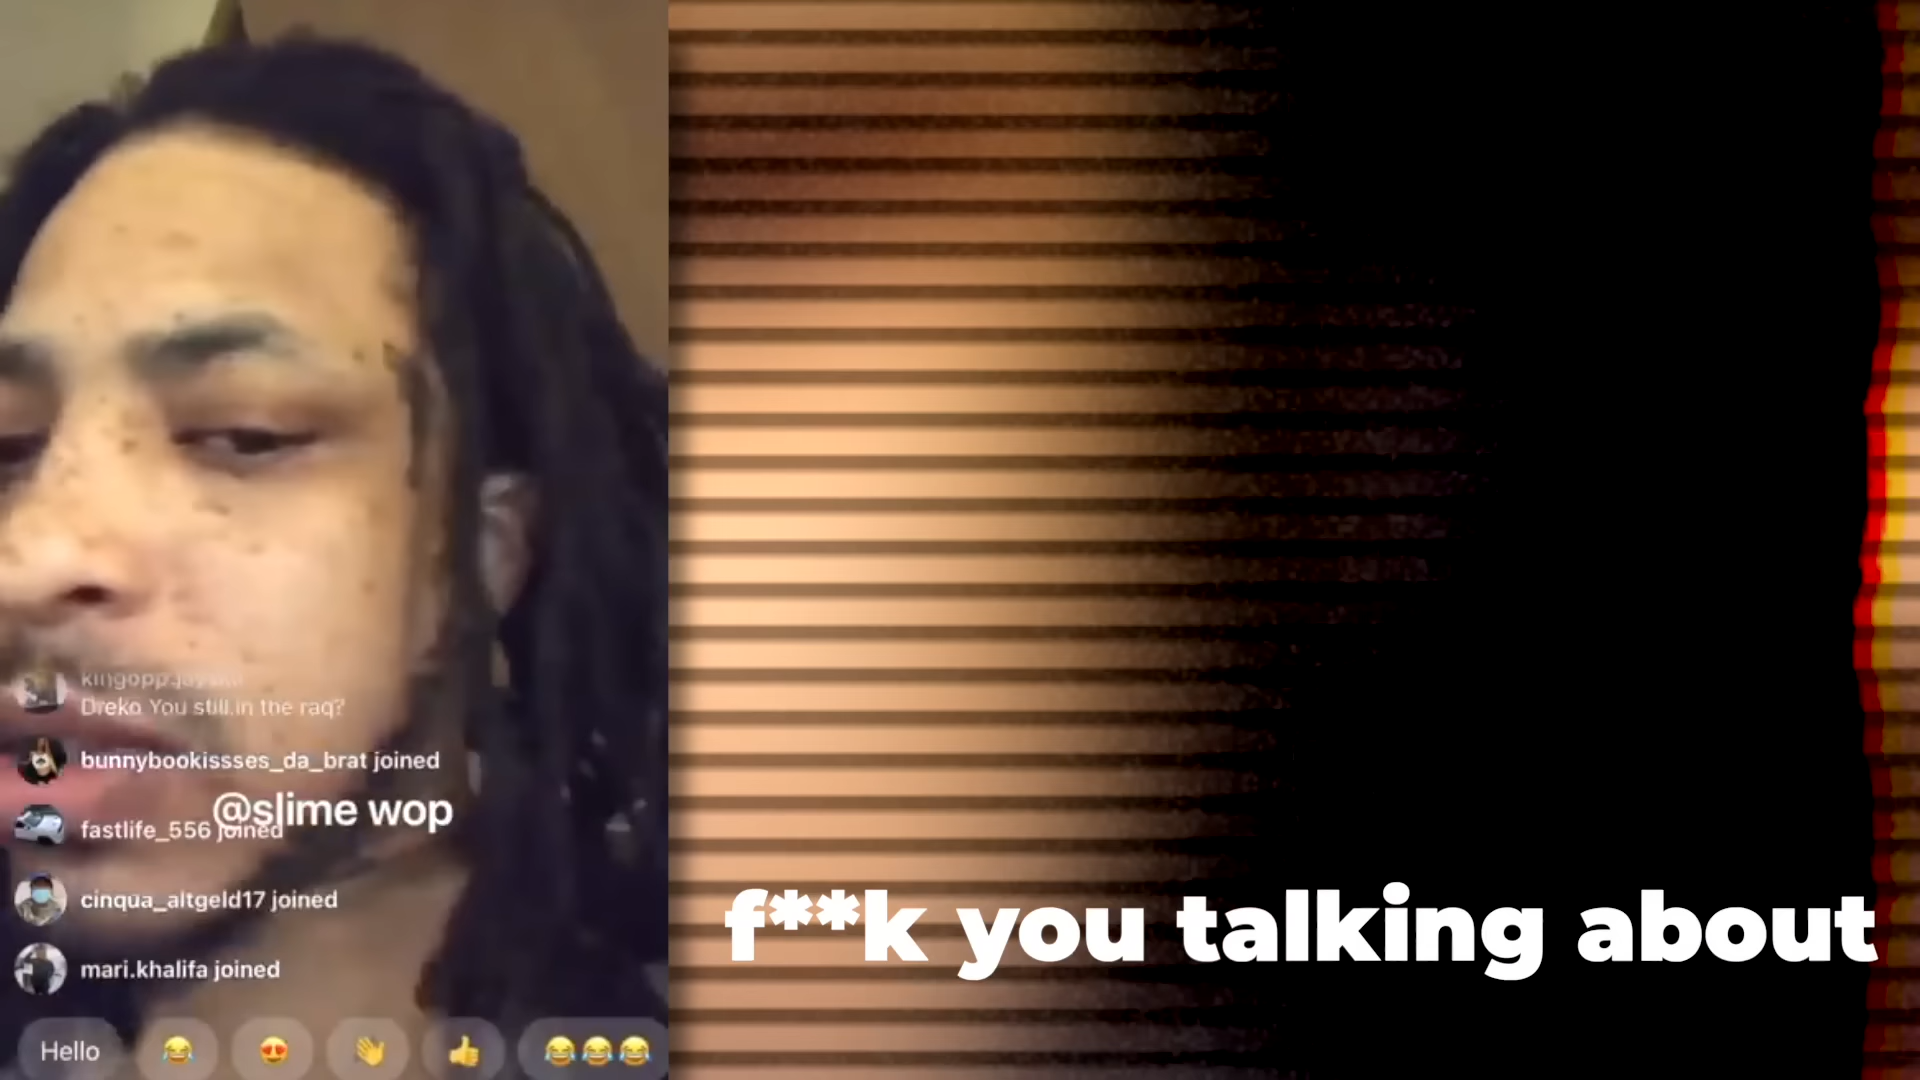 Dreko You still in the raq?
bunnybookissses_da_brat joined
@slime wop
fastlife_556 joined
cinqua_altgeld17 joined
mari.khalifa joined
f**k you talking about
Hello